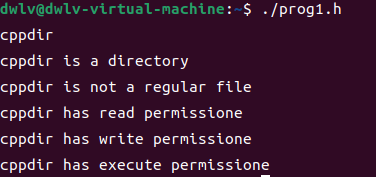 dwlv@dwlv-virtual-machine:~$ ./prog1.h
cppdir
cppdir is a directory
cppdir is not a regular file
cppdir has read permissione
cppdir has write permissione
cppdir has execute permissione